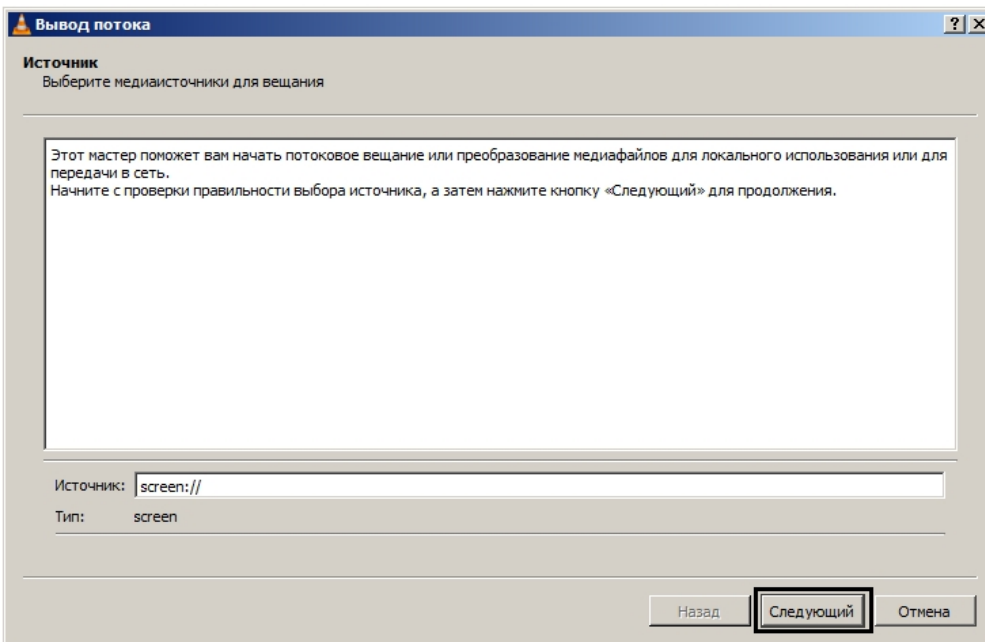 Вывод потока
Источник
Выберите медиаисточники для вещания
Этот мастер поможет вам начать потоковое вещание или преобразование медиафайлов для локального использования или для
передачи в сеть.
Начните с проверки правильности выбора источника, а затем нажмите кнопку «Следующий» для продолжения.
Источник: screen://
Тип: screen
Назад Следующий Отмена